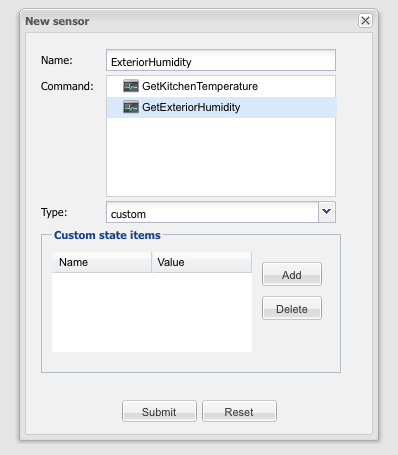 New sensor
Name: ExteriorHumidity
Command: GetKitchenTemperature
GetExteriorHumidity
Type: custom
Custom state items
Name Value
Add
Delete
Submit Reset